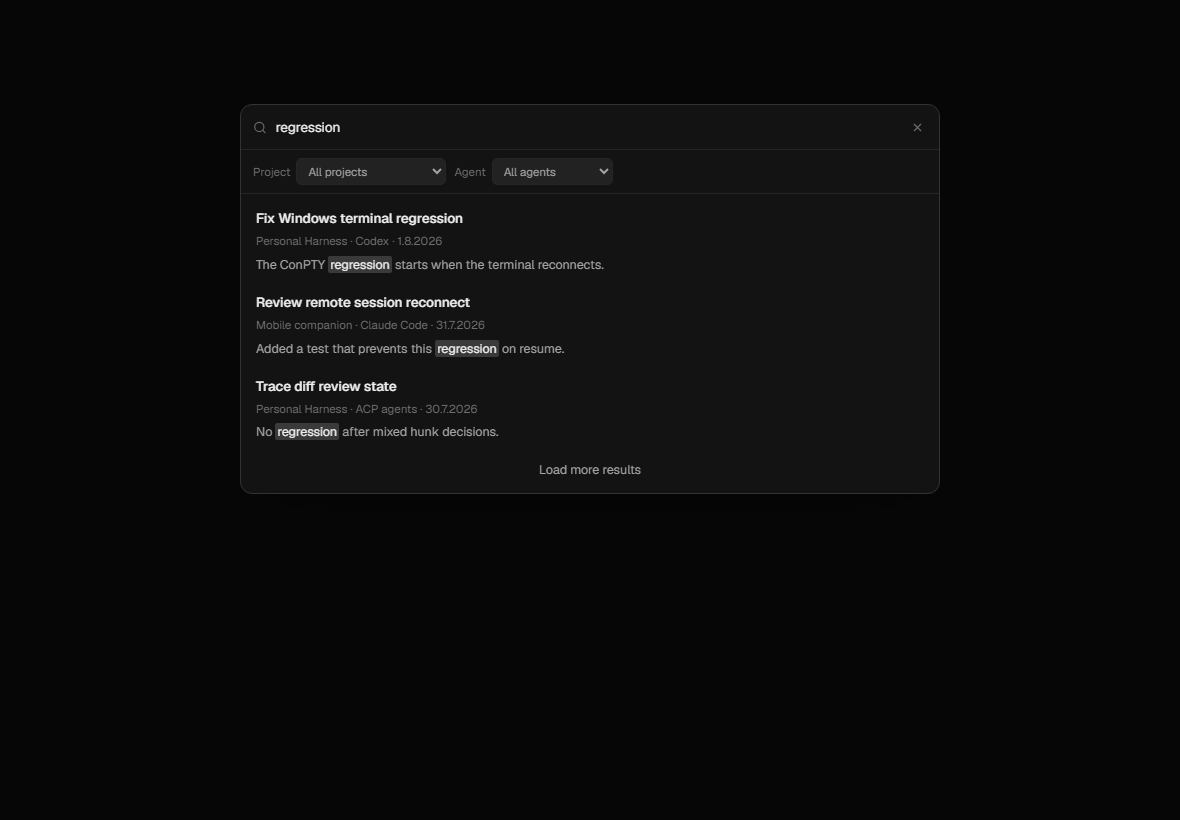 regression
Project All projects Agent All agents
Fix Windows terminal regression
Personal Harness · Codex · 1.8.2026
The ConPTY regression starts when the terminal reconnects.
Review remote session reconnect
Mobile companion · Claude Code · 31.7.2026
Added a test that prevents this regression on resume.
Trace diff review state
Personal Harness · ACP agents · 30.7.2026
No regression after mixed hunk decisions.
Load more results